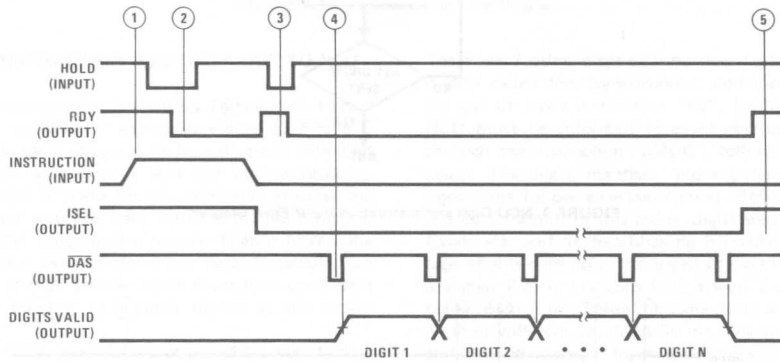 1 2 3 4 5
HOLD
(INPUT)
RDY
(OUTPUT)
INSTRUCTION
(INPUT)
ISEL
(OUTPUT)
DAS
(OUTPUT)
DIGITS VALID
(OUTPUT)
DIGIT 1 DIGIT 2 • • • DIGIT N